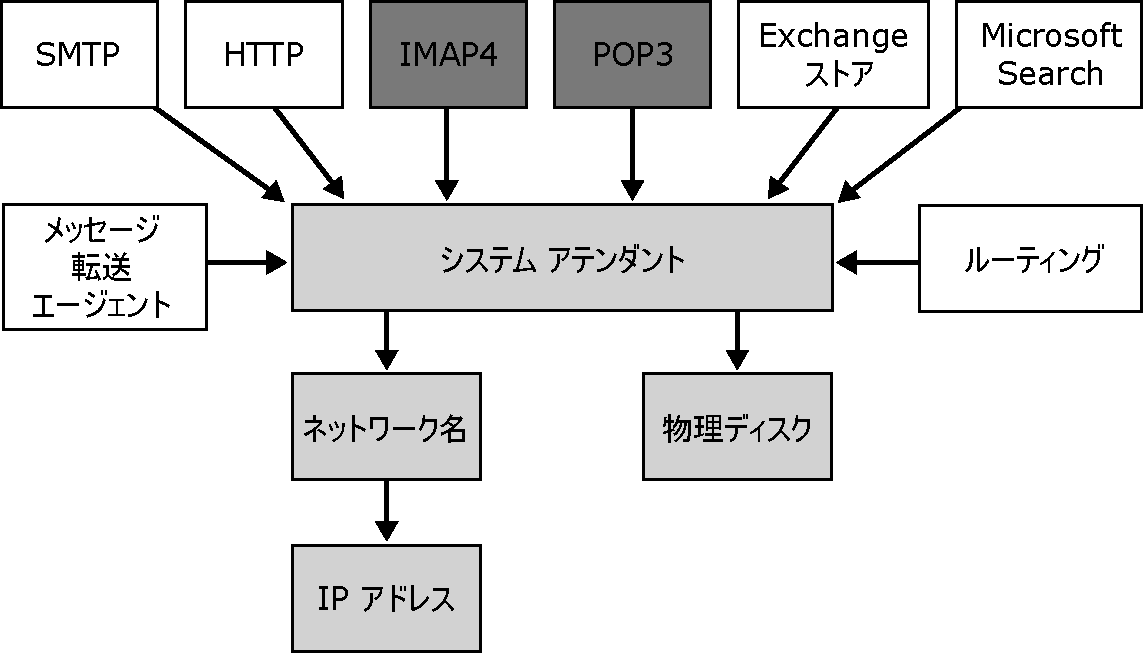 SMTP
HTTP
IMAP4
POP3
Exchange
ストア
Microsoft
Search
メッセージ
転送
エージェント
システム アテンダント
ルーティング
ネットワーク名
物理ディスク
IP アドレス